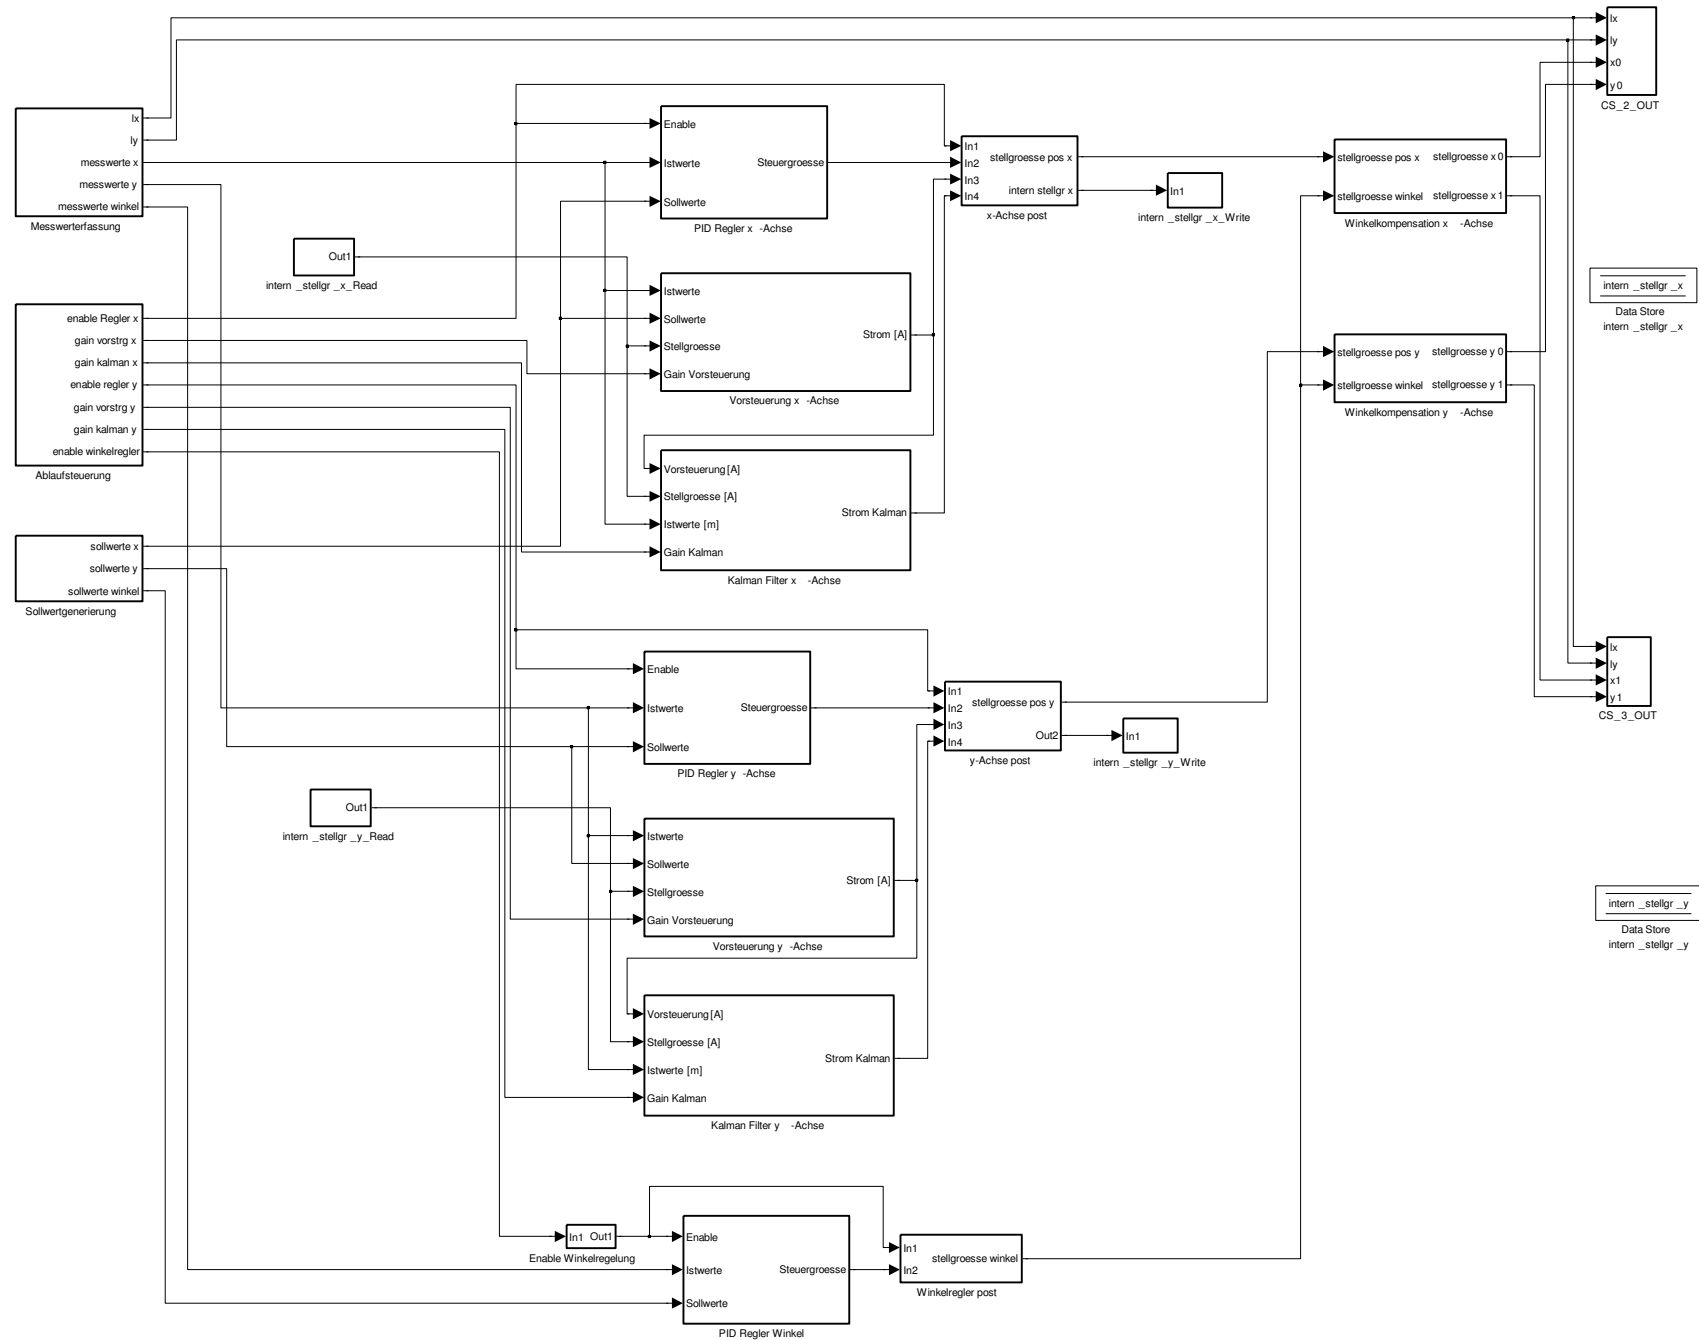 Ix
Iy
x0
y0
CS_2_OUT
Ix
Iy
messwerte x
messwerte y
messwerte winkel
Messwerterfassung
Enable
Istwerte
Sollwerte
Steuergroesse
PID Regler x -Achse
In1
In2
In3
In4
stellgroesse pos x
intern stellgr x
x-Achse post
In1
intern _stellgr _x_Write
stellgroesse pos x
stellgroesse winkel
stellgroesse x 0
stellgroesse x 1
Winkelkompensation x -Achse
Out1
intern _stellgr _x_Read
Istwerte
Sollwerte
Stellgroesse
Gain Vorsteuerung
Strom [A]
Vorsteuerung x -Achse
intern _stellgr _x
Data Store
intern _stellgr _x
enable Regler x
gain vorstrg x
gain kalman x
enable regler y
gain vorstrg y
gain kalman y
enable winkelregler
Ablaufsteuerung
stellgroesse pos y
stellgroesse winkel
stellgroesse y 0
stellgroesse y 1
Winkelkompensation y -Achse
Vorsteuerung [A]
Stellgroesse [A]
Istwerte [m]
Gain Kalman
Strom Kalman
Kalman Filter x -Achse
sollwerte x
sollwerte y
sollwerte winkel
Sollwertgenerierung
Enable
Istwerte
Sollwerte
Steuergroesse
PID Regler y -Achse
In1
In2
In3
In4
stellgroesse pos y
Out2
y-Achse post
In1
intern _stellgr _y_Write
Ix
Iy
x1
y1
CS_3_OUT
Out1
intern _stellgr _y_Read
Istwerte
Sollwerte
Stellgroesse
Gain Vorsteuerung
Strom [A]
Vorsteuerung y -Achse
intern _stellgr _y
Data Store
intern _stellgr _y
Vorsteuerung [A]
Stellgroesse [A]
Istwerte [m]
Gain Kalman
Strom Kalman
Kalman Filter y -Achse
In1 Out1
Enable Winkelregelung
Enable
Istwerte
Sollwerte
Steuergroesse
PID Regler Winkel
In1
In2
stellgroesse winkel
Winkelregler post